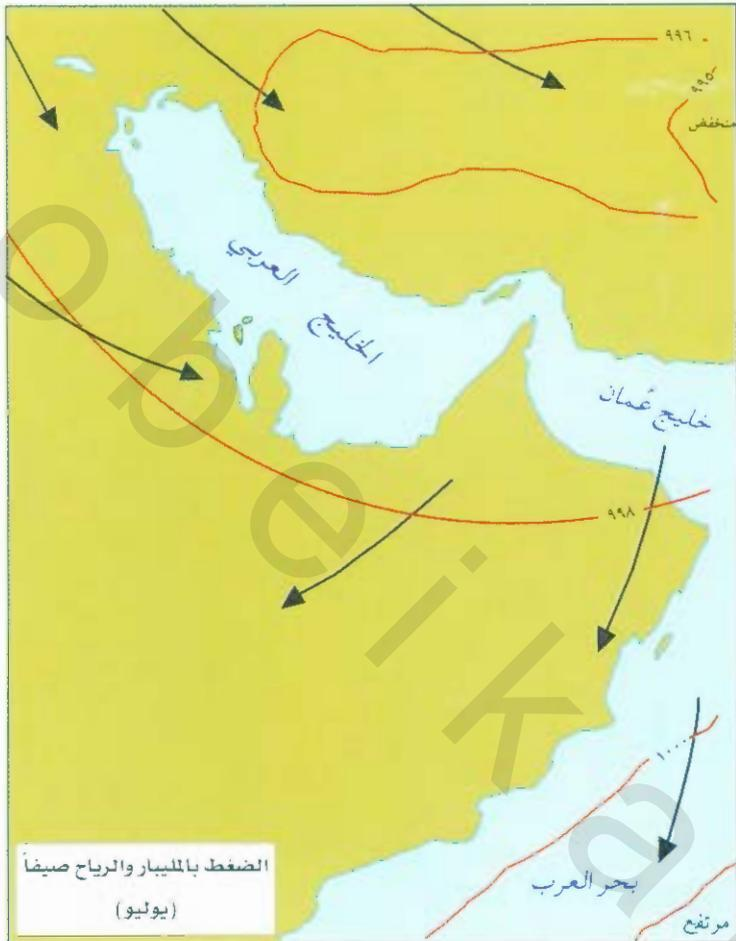 ٩٩٦
٩٩٥
منخفض
الخليج العربي
خليج عُمان
٩٩٨
١٠٠٠
بحر العرب
مرتفع
الضغط بالمليبار والرياح صيفاً
(يوليو)
obeika